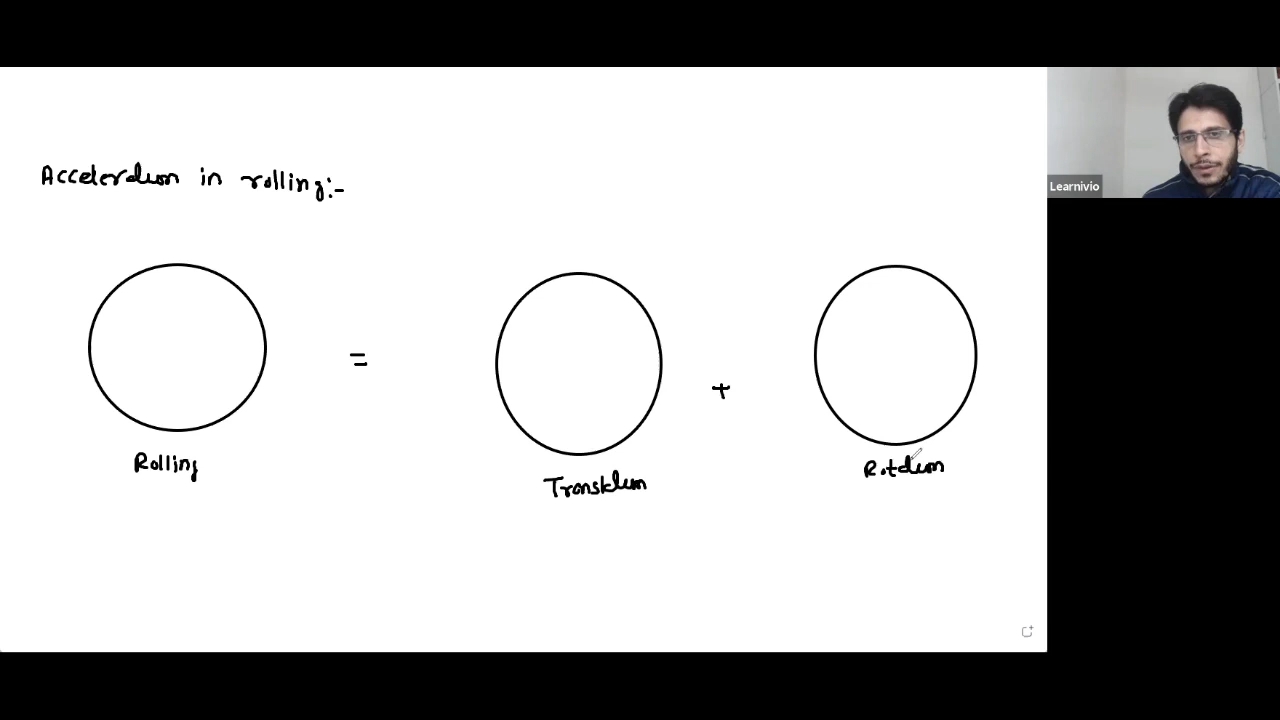 Acceleration in rolling:-
=
+
Rolling
Translation
Rotation
Learnivio